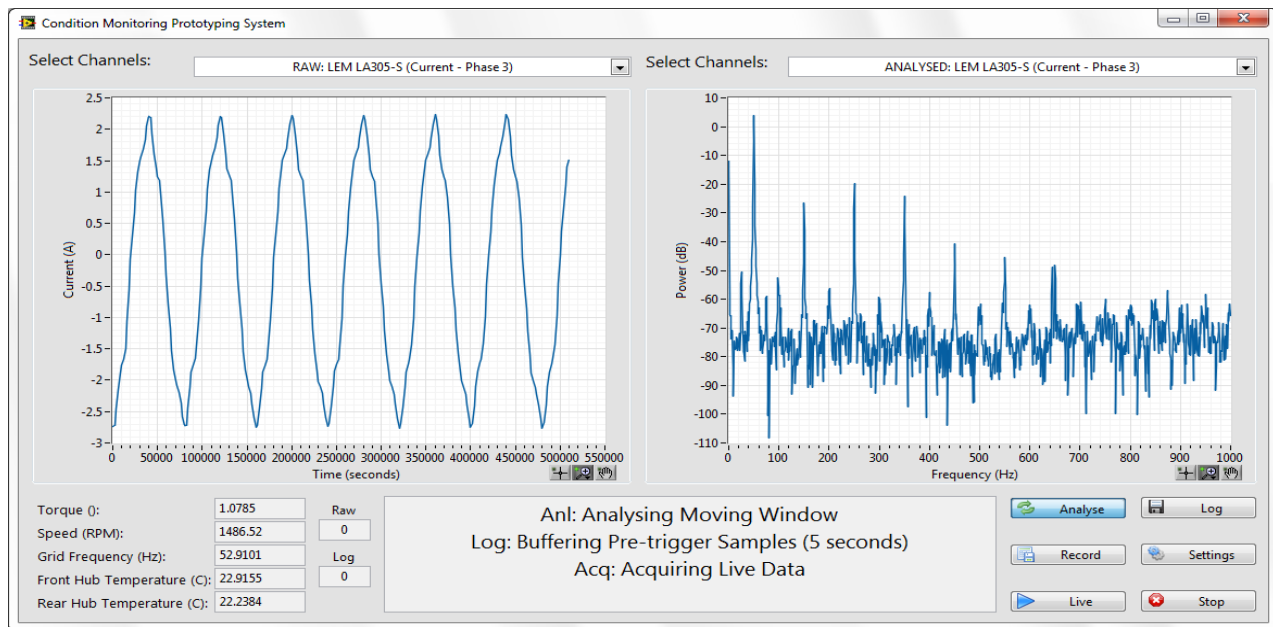 Condition Monitoring Prototyping System
Select Channels:
RAW: LEM LA305-S (Current - Phase 3)
Select Channels:
ANALYSED: LEM LA305-S (Current - Phase 3)
2.5
2
1.5
1
0.5
0
-0.5
-1
-1.5
-2
-2.5
-3
Current (A)
0 50000 100000 150000 200000 250000 300000 350000 400000 450000 500000 550000
Time (seconds)
10
0
-10
-20
-30
-40
-50
-60
-70
-80
-90
-100
-110
Power (dB)
0 100 200 300 400 500 600 700 800 900 1000
Frequency (Hz)
Torque (): 1.0785
Speed (RPM): 1486.52
Grid Frequency (Hz): 52.9101
Front Hub Temperature (C): 22.9155
Rear Hub Temperature (C): 22.2384
Raw
0
Log
0
Anl: Analysing Moving Window
Log: Buffering Pre-trigger Samples (5 seconds)
Acq: Acquiring Live Data
Analyse
Log
Record
Settings
Live
Stop